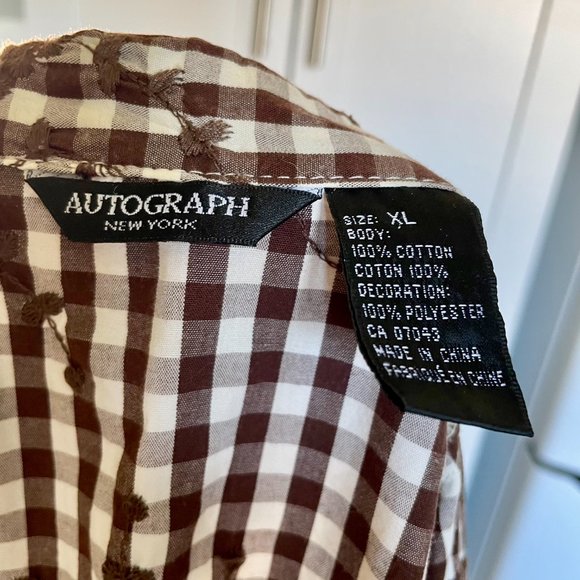 AUTOGRAPH
NEW YORK
SIZE: XL
BODY:
100% COTTON
COTON 100%
DECORATION:
100% POLYESTER
CA 07049
MADE IN CHINA
FABRIQUÉ EN CHINE